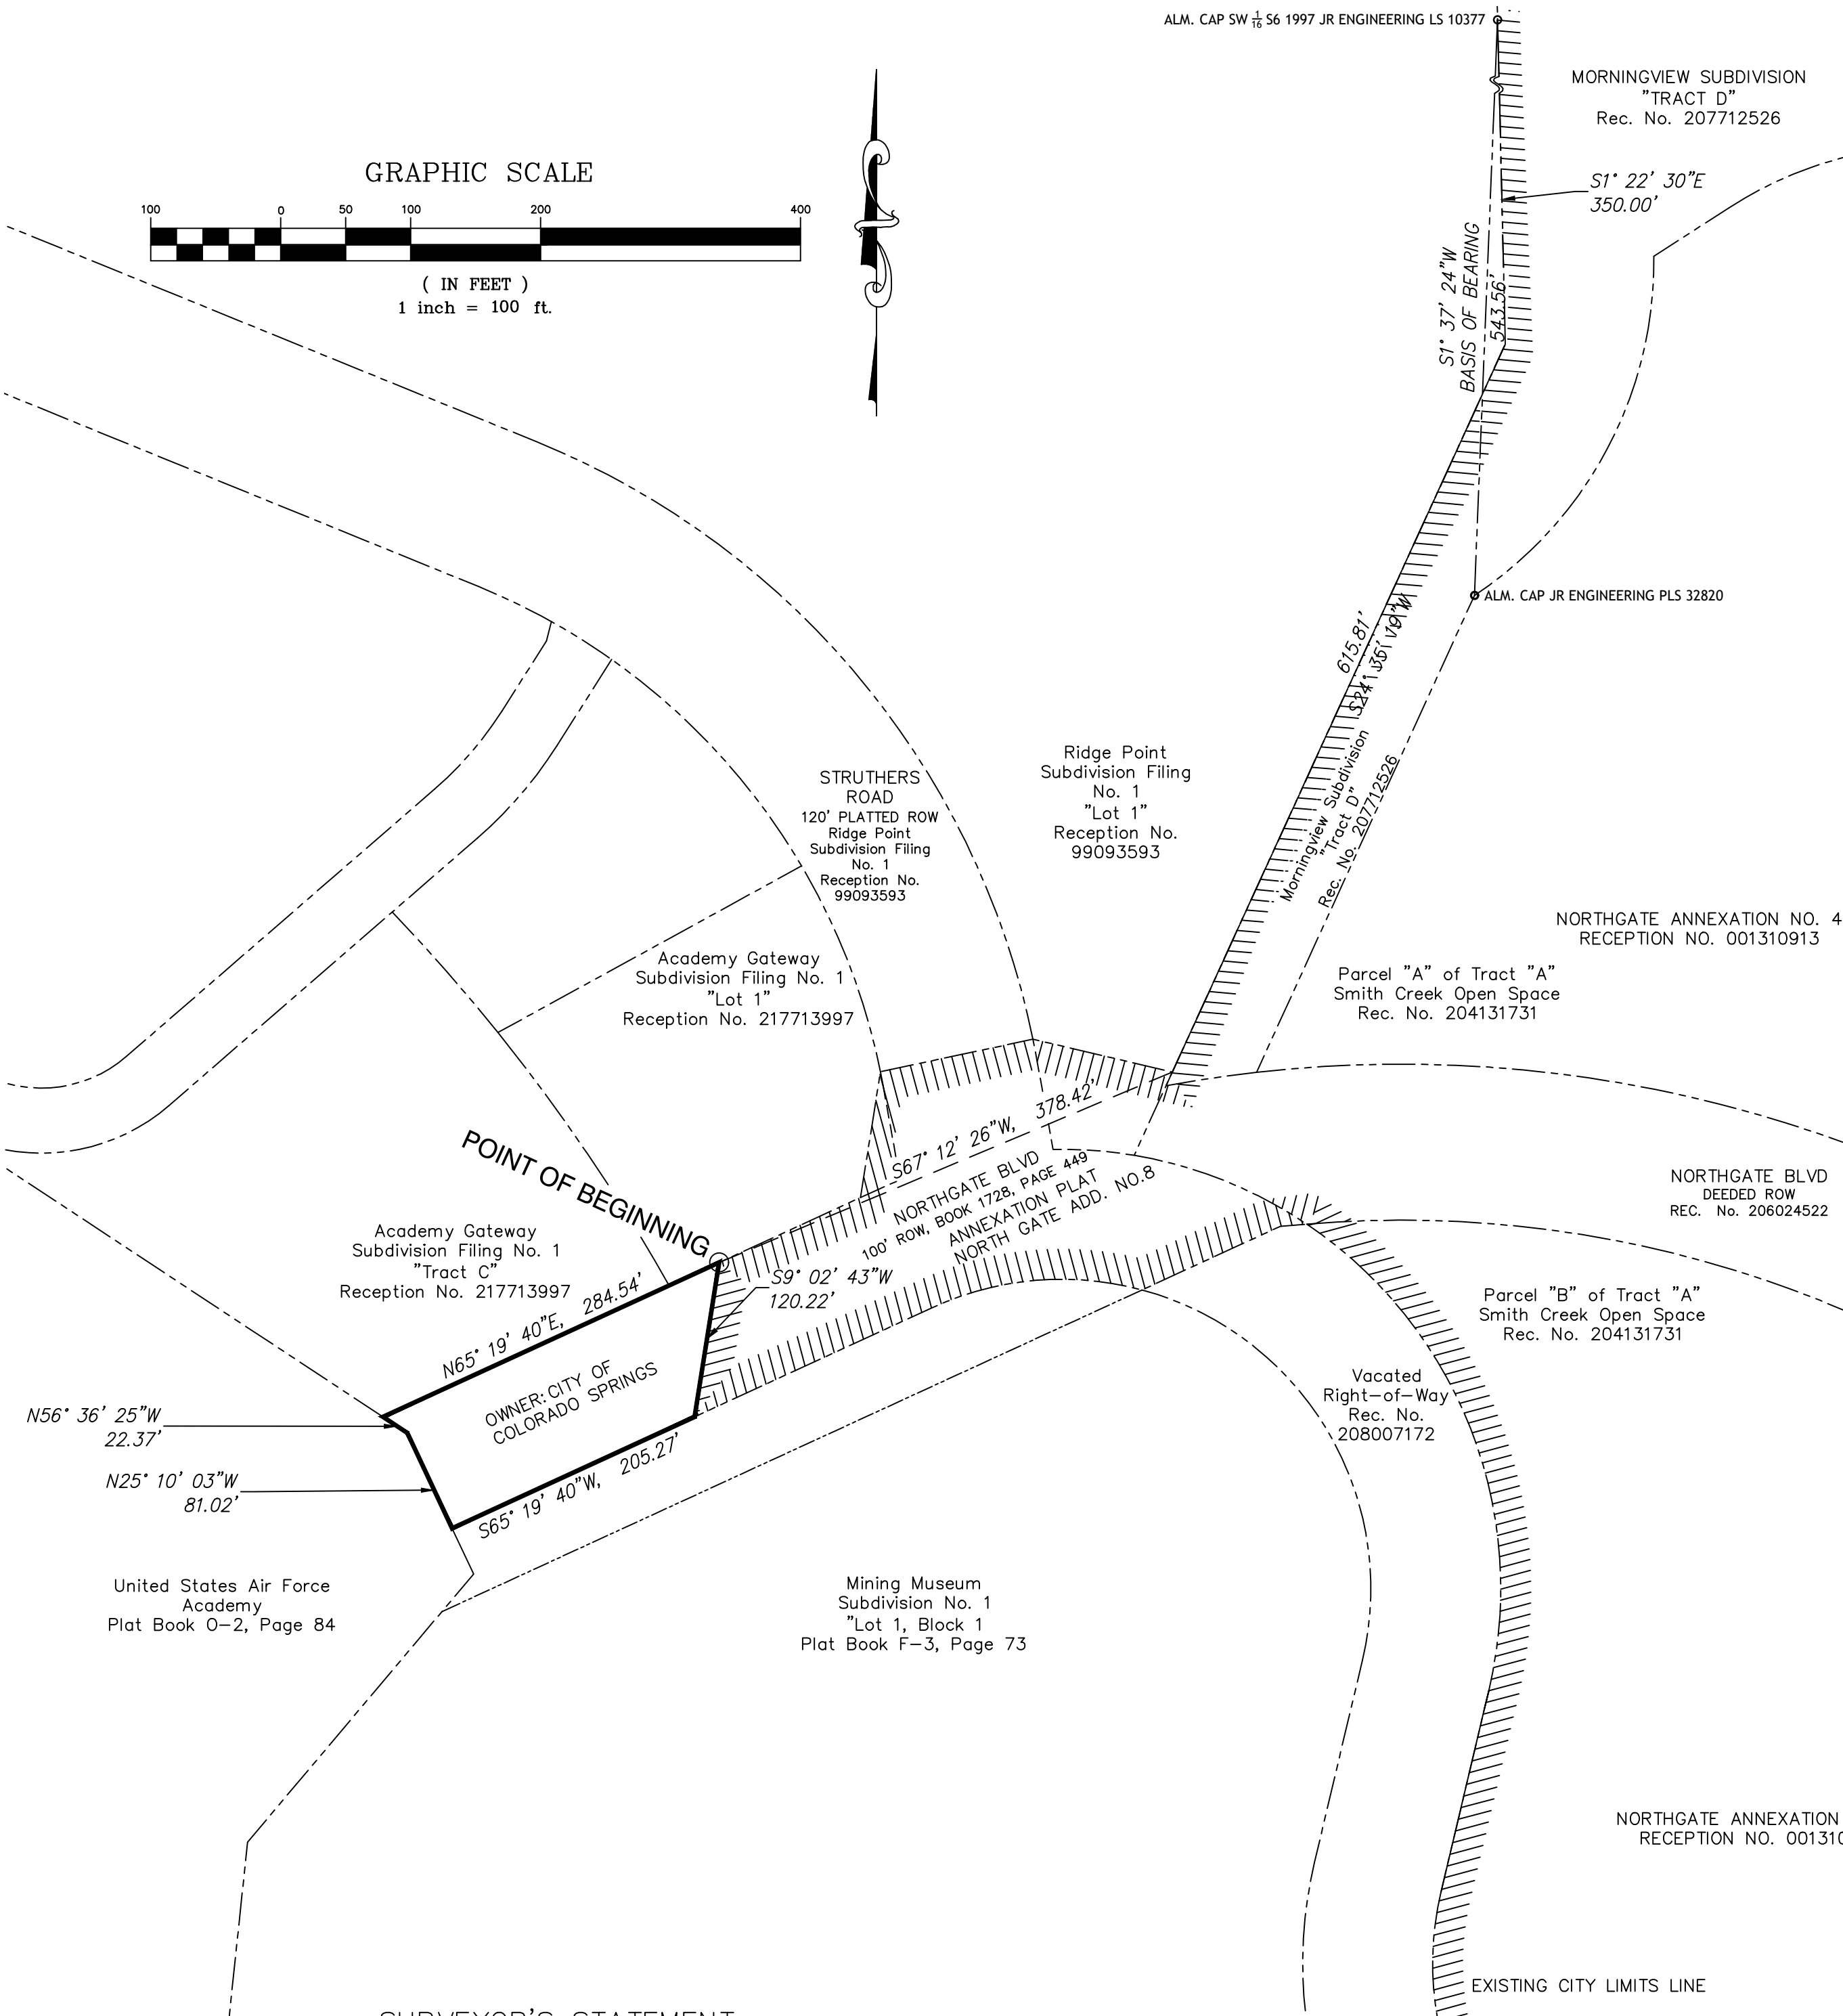 ALM. CAP SW 1/16 S6 1997 JR ENGINEERING LS 10377
MORNINGVIEW SUBDIVISION
"TRACT D"
Rec. No. 207712526
S1° 22' 30"E
350.00'
GRAPHIC SCALE
100 0 50 100 200 400
( IN FEET )
1 inch = 100 ft.
S1° 37' 24"W
BASIS OF BEARING
543.56'
ALM. CAP JR ENGINEERING PLS 32820
615.81'
S24° 35' 19"W
Morningview Subdivision
"Tract D"
Rec. No. 207712526
STRUTHERS
ROAD
120' PLATTED ROW
Ridge Point
Subdivision Filing
No. 1
Reception No.
99093593
Ridge Point
Subdivision Filing
No. 1
"Lot 1"
Reception No.
99093593
NORTHGATE ANNEXATION NO. 4
RECEPTION NO. 001310913
Academy Gateway
Subdivision Filing No. 1
"Lot 1"
Reception No. 217713997
Parcel "A" of Tract "A"
Smith Creek Open Space
Rec. No. 204131731
S67° 12' 26"W, 378.42'
NORTHGATE BLVD
100' ROW, BOOK 1728, PAGE 449
ANNEXATION PLAT
NORTH GATE ADD. NO.8
NORTHGATE BLVD
DEEDED ROW
REC. No. 206024522
POINT OF BEGINNING
Academy Gateway
Subdivision Filing No. 1
"Tract C"
Reception No. 217713997
S9° 02' 43"W
120.22'
Parcel "B" of Tract "A"
Smith Creek Open Space
Rec. No. 204131731
N65° 19' 40"E, 284.54'
OWNER: CITY OF
COLORADO SPRINGS
Vacated
Right-of-Way
Rec. No.
208007172
N56° 36' 25"W
22.37'
N25° 10' 03"W
81.02'
S65° 19' 40"W, 205.27'
United States Air Force
Academy
Plat Book O-2, Page 84
Mining Museum
Subdivision No. 1
"Lot 1, Block 1
Plat Book F-3, Page 73
NORTHGATE ANNEXATION
RECEPTION NO. 001310
EXISTING CITY LIMITS LINE
SURVEYOR'S STATEMENT